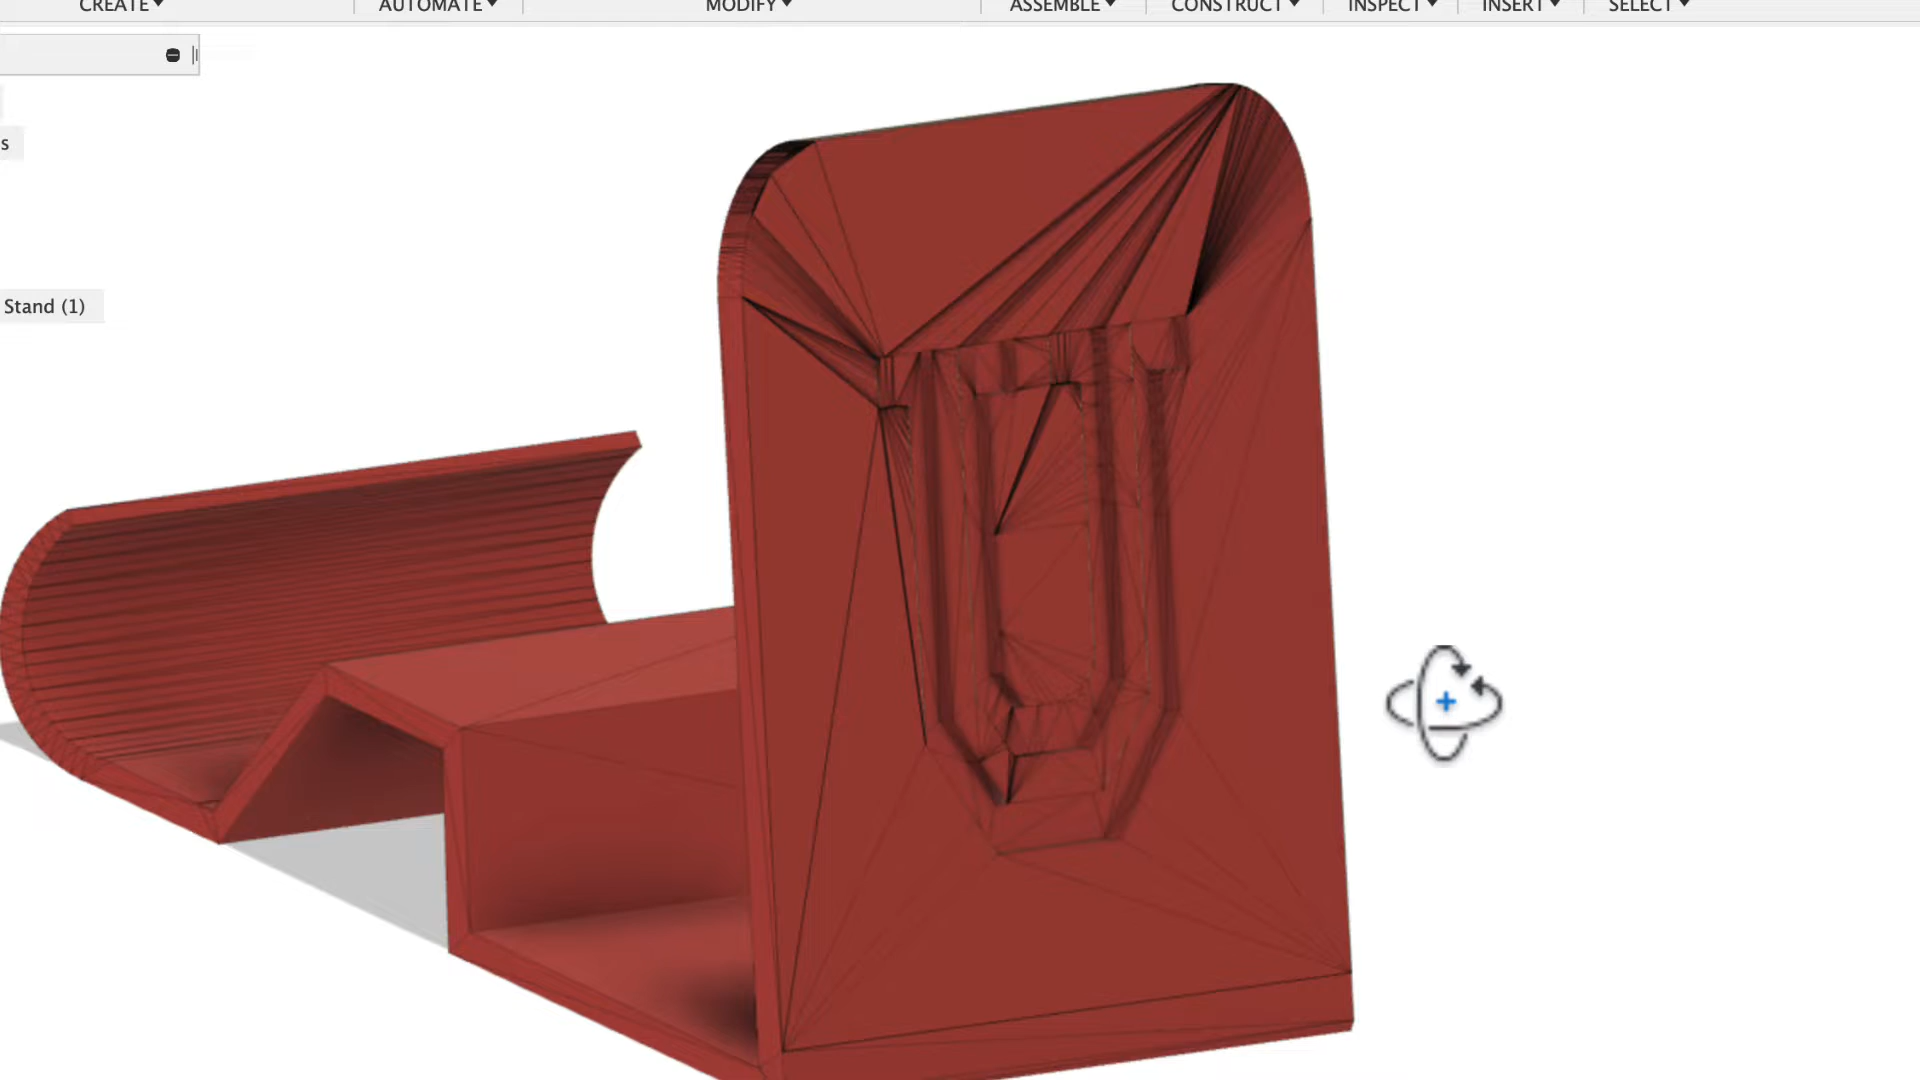 CREATE AUTOMATE MODIFY ASSEMBLE CONSTRUCT INSPECT INSERT SELECT
s
Stand (1)